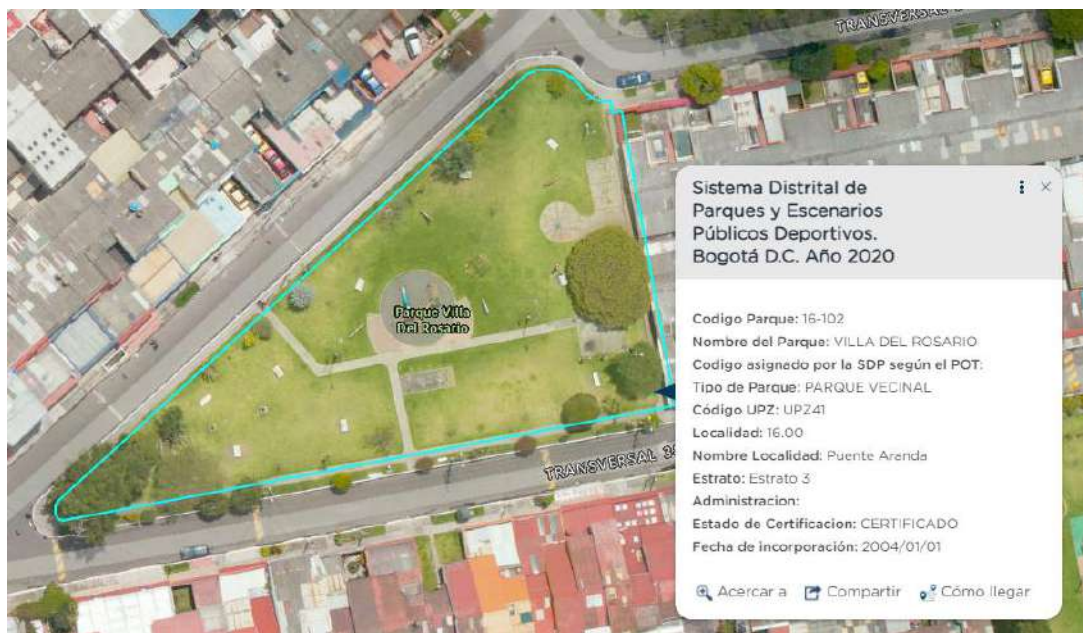 TRANSVERSAL
Parque Villa
Del Rosario
TRANSVERSAL
Sistema Distrital de
Parques y Escenarios
Públicos Deportivos.
Bogotá D.C. Año 2020
Codigo Parque: 16-102
Nombre del Parque: VILLA DEL ROSARIO
Codigo asignado por la SDP según el POT:
Tipo de Parque: PARQUE VECINAL
Código UPZ: UPZ41
Localidad: 16.00
Nombre Localidad: Puente Aranda
Estrato: Estrato 3
Administracion:
Estado de Certificacion: CERTIFICADO
Fecha de incorporación: 2004/01/01
Acercar a Compartir Cómo llegar